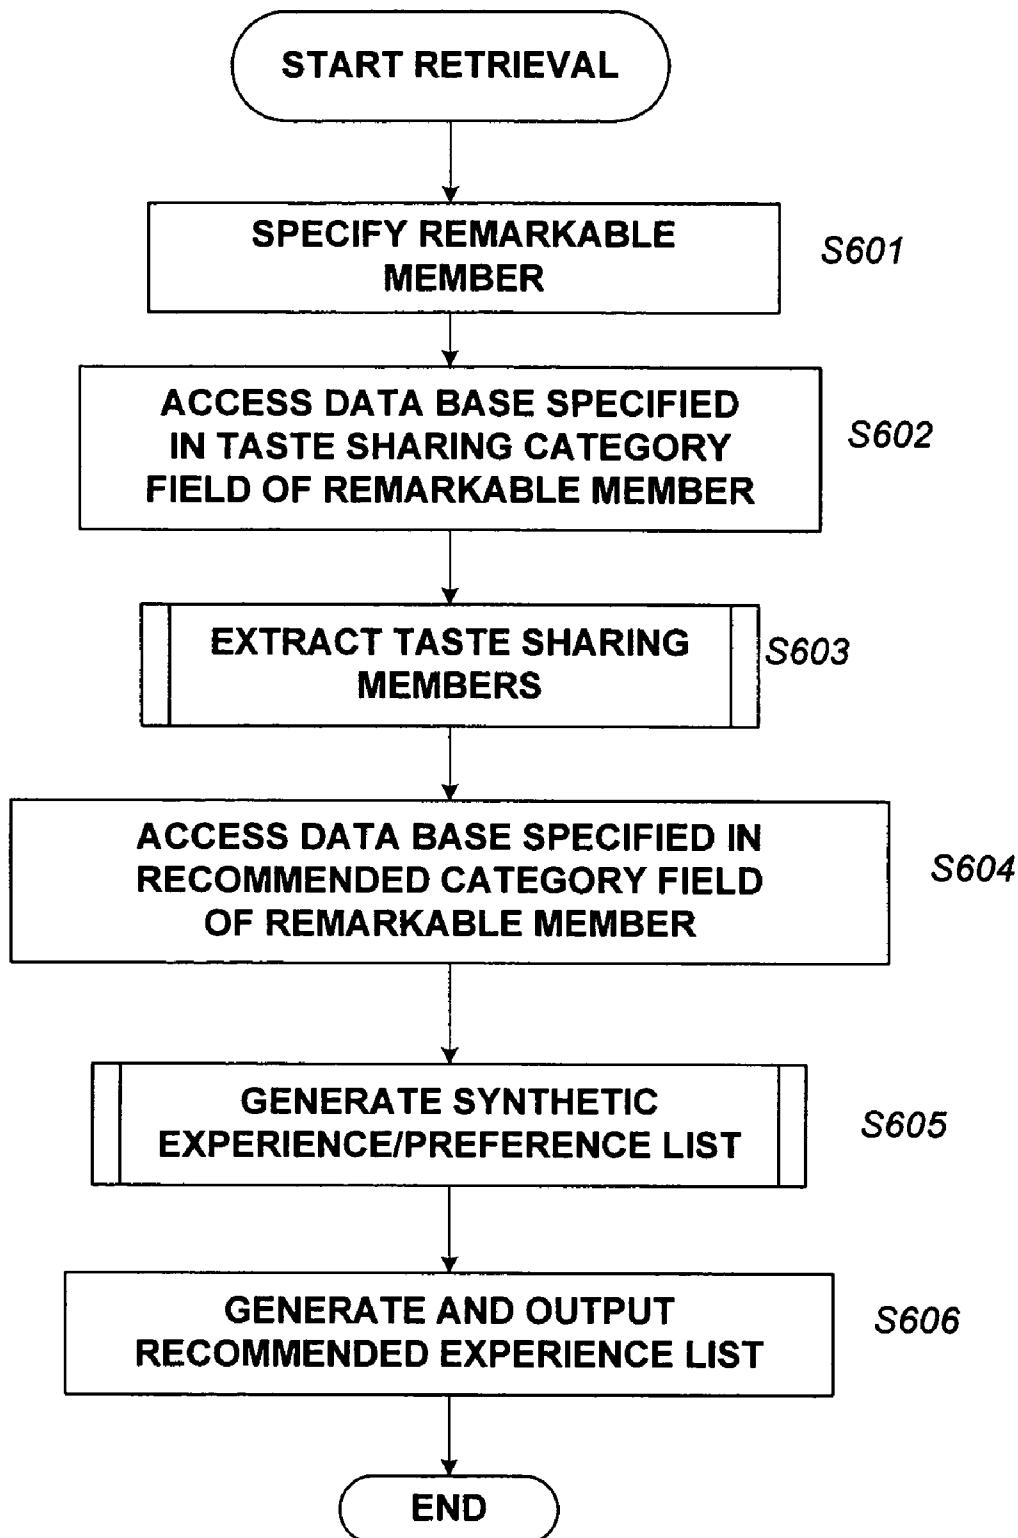 START RETRIEVAL
SPECIFY REMARKABLE
MEMBER
S601
ACCESS DATA BASE SPECIFIED
IN TASTE SHARING CATEGORY
FIELD OF REMARKABLE MEMBER
S602
EXTRACT TASTE SHARING
MEMBERS
S603
ACCESS DATA BASE SPECIFIED IN
RECOMMENDED CATEGORY FIELD
OF REMARKABLE MEMBER
S604
GENERATE SYNTHETIC
EXPERIENCE/PREFERENCE LIST
S605
GENERATE AND OUTPUT
RECOMMENDED EXPERIENCE LIST
S606
END